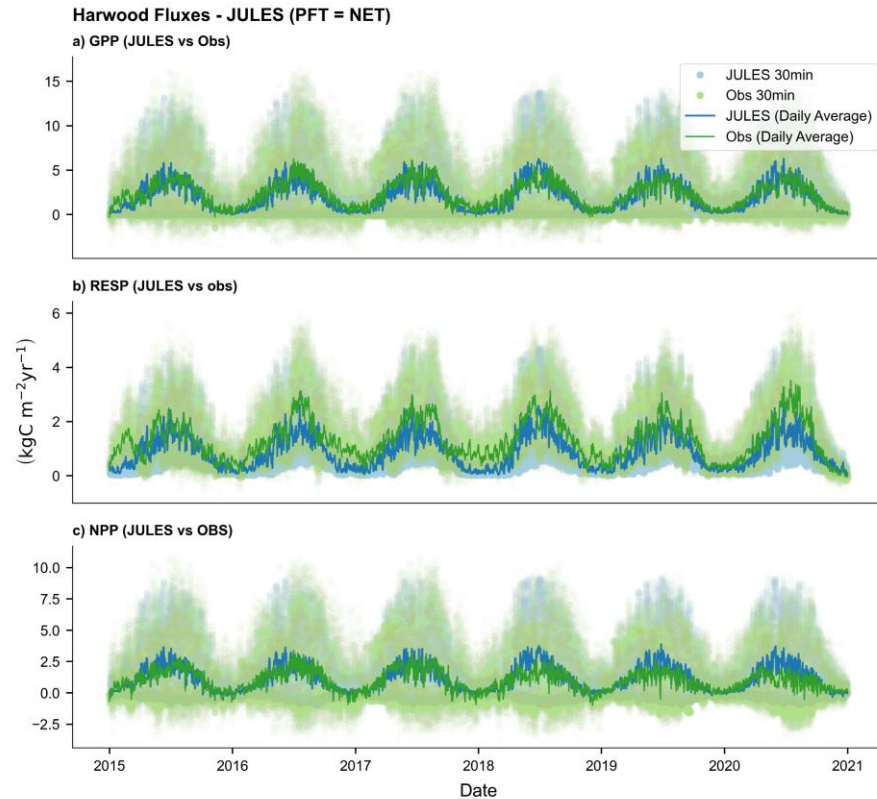 Harwood Fluxes - JULES (PFT = NET)
a) GPP (JULES vs Obs)
JULES 30min
Obs 30min
JULES (Daily Average)
Obs (Daily Average)
15
10
5
0
b) RESP (JULES vs obs)
6
4
2
0
(kgC m⁻²yr⁻¹)
c) NPP (JULES vs OBS)
10.0
7.5
5.0
2.5
0.0
−2.5
2015 2016 2017 2018 2019 2020 2021
Date